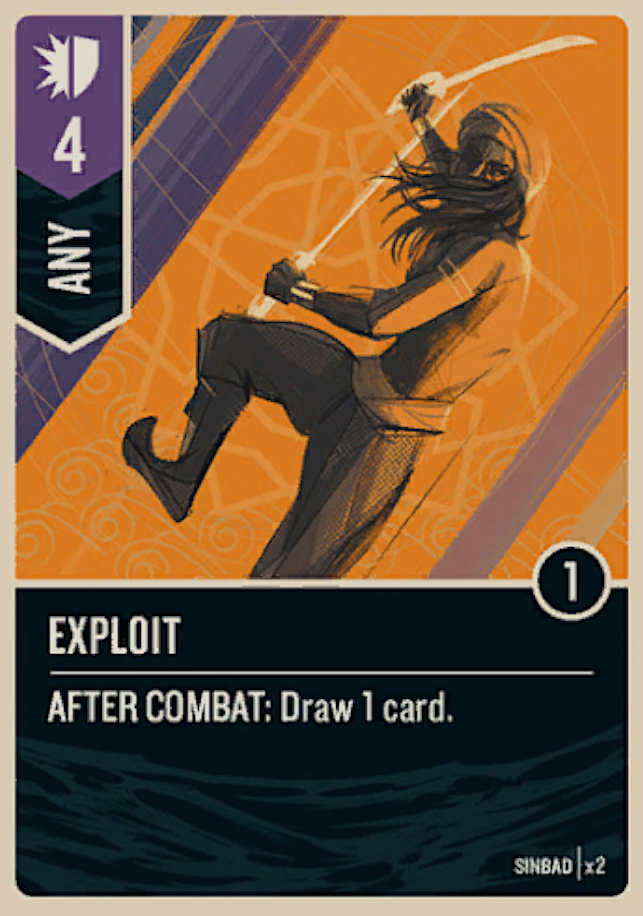 4
ANY
1
EXPLOIT
AFTER COMBAT: Draw 1 card.
SINBAD | x2